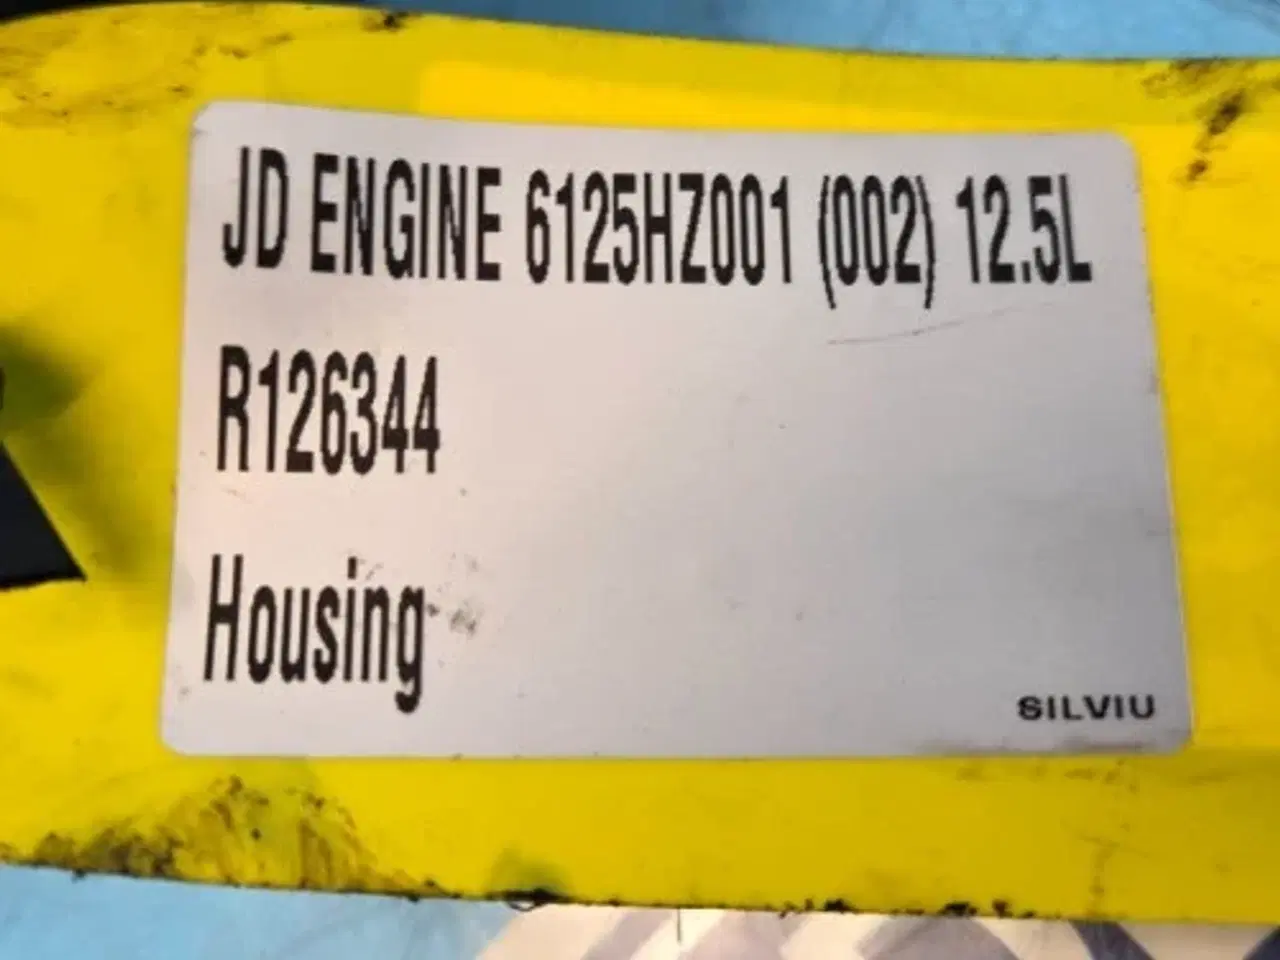 JD ENGINE 6125HZ001 (002) 12.5L
R126344
Housing
SILVIU